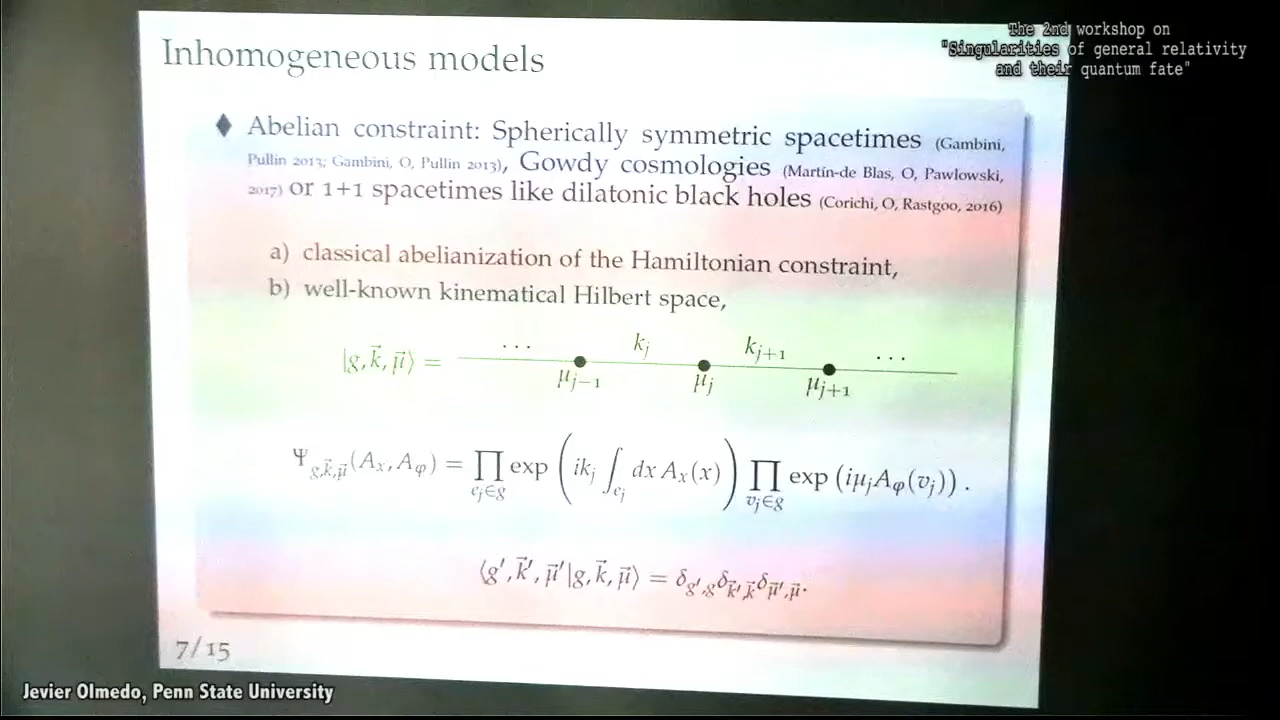 Inhomogeneous models
The 2nd workshop on
"Singularities of general relativity
and their quantum fate"
♦ Abelian constraint: Spherically symmetric spacetimes (Gambini,
Pullin 2013; Gambini, O, Pullin 2013), Gowdy cosmologies (Martín-de Blas, O, Pawlowski,
2017) or 1+1 spacetimes like dilatonic black holes (Corichi, O, Rastgoo, 2016)
a) classical abelianization of the Hamiltonian constraint,
b) well-known kinematical Hilbert space,
|g, k⃗, μ⃗⟩ = ··· k_j k_{j+1} ···
μ_{j−1} μ_j μ_{j+1}
Ψ_{g,k⃗,μ⃗}(A_x, A_φ) = ∏_{e_j∈g} exp (ik_j ∫_{e_j} dx A_x(x)) ∏_{v_j∈g} exp (iμ_j A_φ(v_j)) .
⟨g′, k⃗′, μ⃗′|g, k⃗, μ⃗⟩ = δ_{g′,g}δ_{k⃗′,k⃗}δ_{μ⃗′,μ⃗}.
7/15
Jevier Olmedo, Penn State University